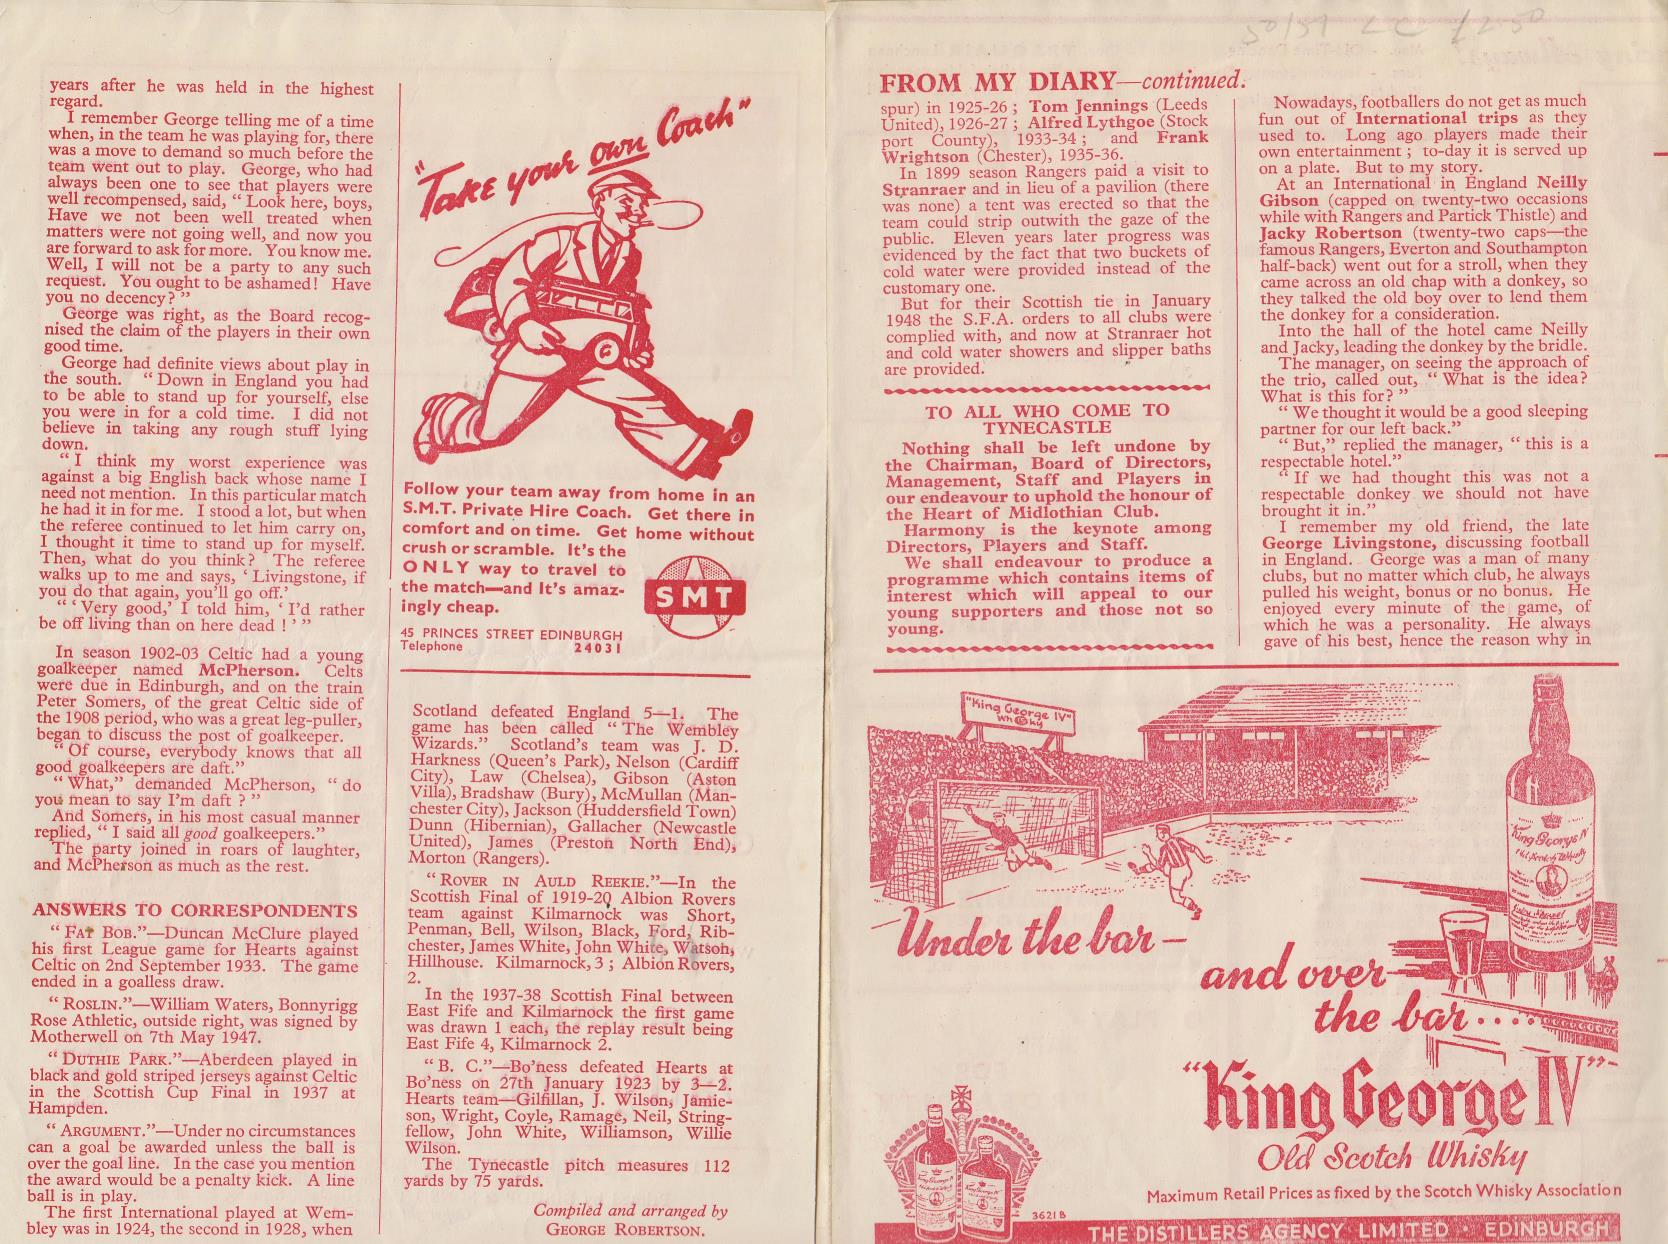 years after he was held in the highest
regard.
I remember George telling me of a time
when, in the team he was playing for, there
was a move to demand so much before the
team went out to play. George, who had
always been one to see that players were
well recompensed, said, " Look here, boys,
Have we not been well treated when
matters were not going well, and now you
are forward to ask for more. You know me.
Well, I will not be a party to any such
request. You ought to be ashamed! Have
you no decency? "
George was right, as the Board recog-
nised the claim of the players in their own
good time.
George had definite views about play in
the south. " Down in England you had
to be able to stand up for yourself, else
you were in for a cold time. I did not
believe in taking any rough stuff lying
down.
" I think my worst experience was
against a big English back whose name I
need not mention. In this particular match
he had it in for me. I stood a lot, but when
the referee continued to let him carry on,
I thought it time to stand up for myself.
Then, what do you think? The referee
walks up to me and says, ' Livingstone, if
you do that again, you'll go off.'
" ' Very good,' I told him, ' I'd rather
be off living than on here dead ! ' "
In season 1902-03 Celtic had a young
goalkeeper named McPherson. Celts
were due in Edinburgh, and on the train
Peter Somers, of the great Celtic side of
the 1908 period, who was a great leg-puller,
began to discuss the post of goalkeeper.
" Of course, everybody knows that all
good goalkeepers are daft."
" What," demanded McPherson, " do
you mean to say I'm daft ? "
And Somers, in his most casual manner
replied, " I said all good goalkeepers."
The party joined in roars of laughter,
and McPherson as much as the rest.
ANSWERS TO CORRESPONDENTS
" FAT BOB."—Duncan McClure played
his first League game for Hearts against
Celtic on 2nd September 1933. The game
ended in a goalless draw.
" ROSLIN."—William Waters, Bonnyrigg
Rose Athletic, outside right, was signed by
Motherwell on 7th May 1947.
" DUTHIE PARK."—Aberdeen played in
black and gold striped jerseys against Celtic
in the Scottish Cup Final in 1937 at
Hampden.
" ARGUMENT."—Under no circumstances
can a goal be awarded unless the ball is
over the goal line. In the case you mention
the award would be a penalty kick. A line
ball is in play.
The first International played at Wem-
bley was in 1924, the second in 1928, when
"Take your own Coach"
Follow your team away from home in an
S.M.T. Private Hire Coach. Get there in
comfort and on time. Get home without
crush or scramble. It's the
ONLY way to travel to
the match—and It's amaz-
ingly cheap.
SMT
45 PRINCES STREET EDINBURGH
Telephone 24031
Scotland defeated England 5—1. The
game has been called " The Wembley
Wizards." Scotland's team was J. D.
Harkness (Queen's Park), Nelson (Cardiff
City), Law (Chelsea), Gibson (Aston
Villa), Bradshaw (Bury), McMullan (Man-
chester City), Jackson (Huddersfield Town)
Dunn (Hibernian), Gallacher (Newcastle
United), James (Preston North End),
Morton (Rangers).
" ROVER IN AULD REEKIE."—In the
Scottish Final of 1919-20 Albion Rovers
team against Kilmarnock was Short,
Penman, Bell, Wilson, Black, Ford, Rib-
chester, James White, John White, Watson,
Hillhouse. Kilmarnock, 3 ; Albion Rovers,
2.
In the 1937-38 Scottish Final between
East Fife and Kilmarnock the first game
was drawn 1 each, the replay result being
East Fife 4, Kilmarnock 2.
" B. C."—Bo'ness defeated Hearts at
Bo'ness on 27th January 1923 by 3—2.
Hearts team—Gilfillan, J. Wilson, Jamie-
son, Wright, Coyle, Ramage, Neil, String-
fellow, John White, Williamson, Willie
Wilson.
The Tynecastle pitch measures 112
yards by 75 yards.
Compiled and arranged by
GEORGE ROBERTSON.
50/51 £2.50
FROM MY DIARY—continued.
spur) in 1925-26 ; Tom Jennings (Leeds
United), 1926-27 ; Alfred Lythgoe (Stock
port County), 1933-34 ; and Frank
Wrightson (Chester), 1935-36.
In 1899 season Rangers paid a visit to
Stranraer and in lieu of a pavilion (there
was none) a tent was erected so that the
team could strip outwith the gaze of the
public. Eleven years later progress was
evidenced by the fact that two buckets of
cold water were provided instead of the
customary one.
But for their Scottish tie in January
1948 the S.F.A. orders to all clubs were
complied with, and now at Stranraer hot
and cold water showers and slipper baths
are provided.
TO ALL WHO COME TO
TYNECASTLE
Nothing shall be left undone by
the Chairman, Board of Directors,
Management, Staff and Players in
our endeavour to uphold the honour of
the Heart of Midlothian Club.
Harmony is the keynote among
Directors, Players and Staff.
We shall endeavour to produce a
programme which contains items of
interest which will appeal to our
young supporters and those not so
young.
Nowadays, footballers do not get as much
fun out of International trips as they
used to. Long ago players made their
own entertainment ; to-day it is served up
on a plate. But to my story.
At an International in England Neilly
Gibson (capped on twenty-two occasions
while with Rangers and Partick Thistle) and
Jacky Robertson (twenty-two caps—the
famous Rangers, Everton and Southampton
half-back) went out for a stroll, when they
came across an old chap with a donkey, so
they talked the old boy over to lend them
the donkey for a consideration.
Into the hall of the hotel came Neilly
and Jacky, leading the donkey by the bridle.
The manager, on seeing the approach of
the trio, called out, " What is the idea?
What is this for? "
" We thought it would be a good sleeping
partner for our left back."
" But," replied the manager, " this is a
respectable hotel."
" If we had thought this was not a
respectable donkey we should not have
brought it in."
I remember my old friend, the late
George Livingstone, discussing football
in England. George was a man of many
clubs, but no matter which club, he always
pulled his weight, bonus or no bonus. He
enjoyed every minute of the game, of
which he was a personality. He always
gave of his best, hence the reason why in
"King George IV"
Whisky
King George IV
Old Scotch Whisky
Under the bar—
and over
the bar....
"King George IV"
Old Scotch Whisky
Maximum Retail Prices as fixed by the Scotch Whisky Association
3621B
THE DISTILLERS AGENCY LIMITED · EDINBURGH